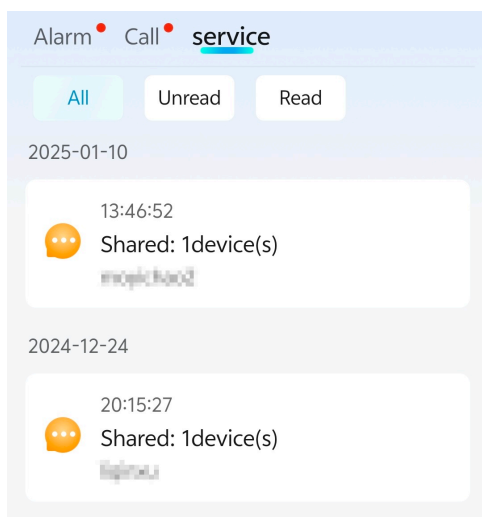 Alarm Call service
All Unread Read
2025-01-10
13:46:52
Shared: 1device(s)
2024-12-24
20:15:27
Shared: 1device(s)